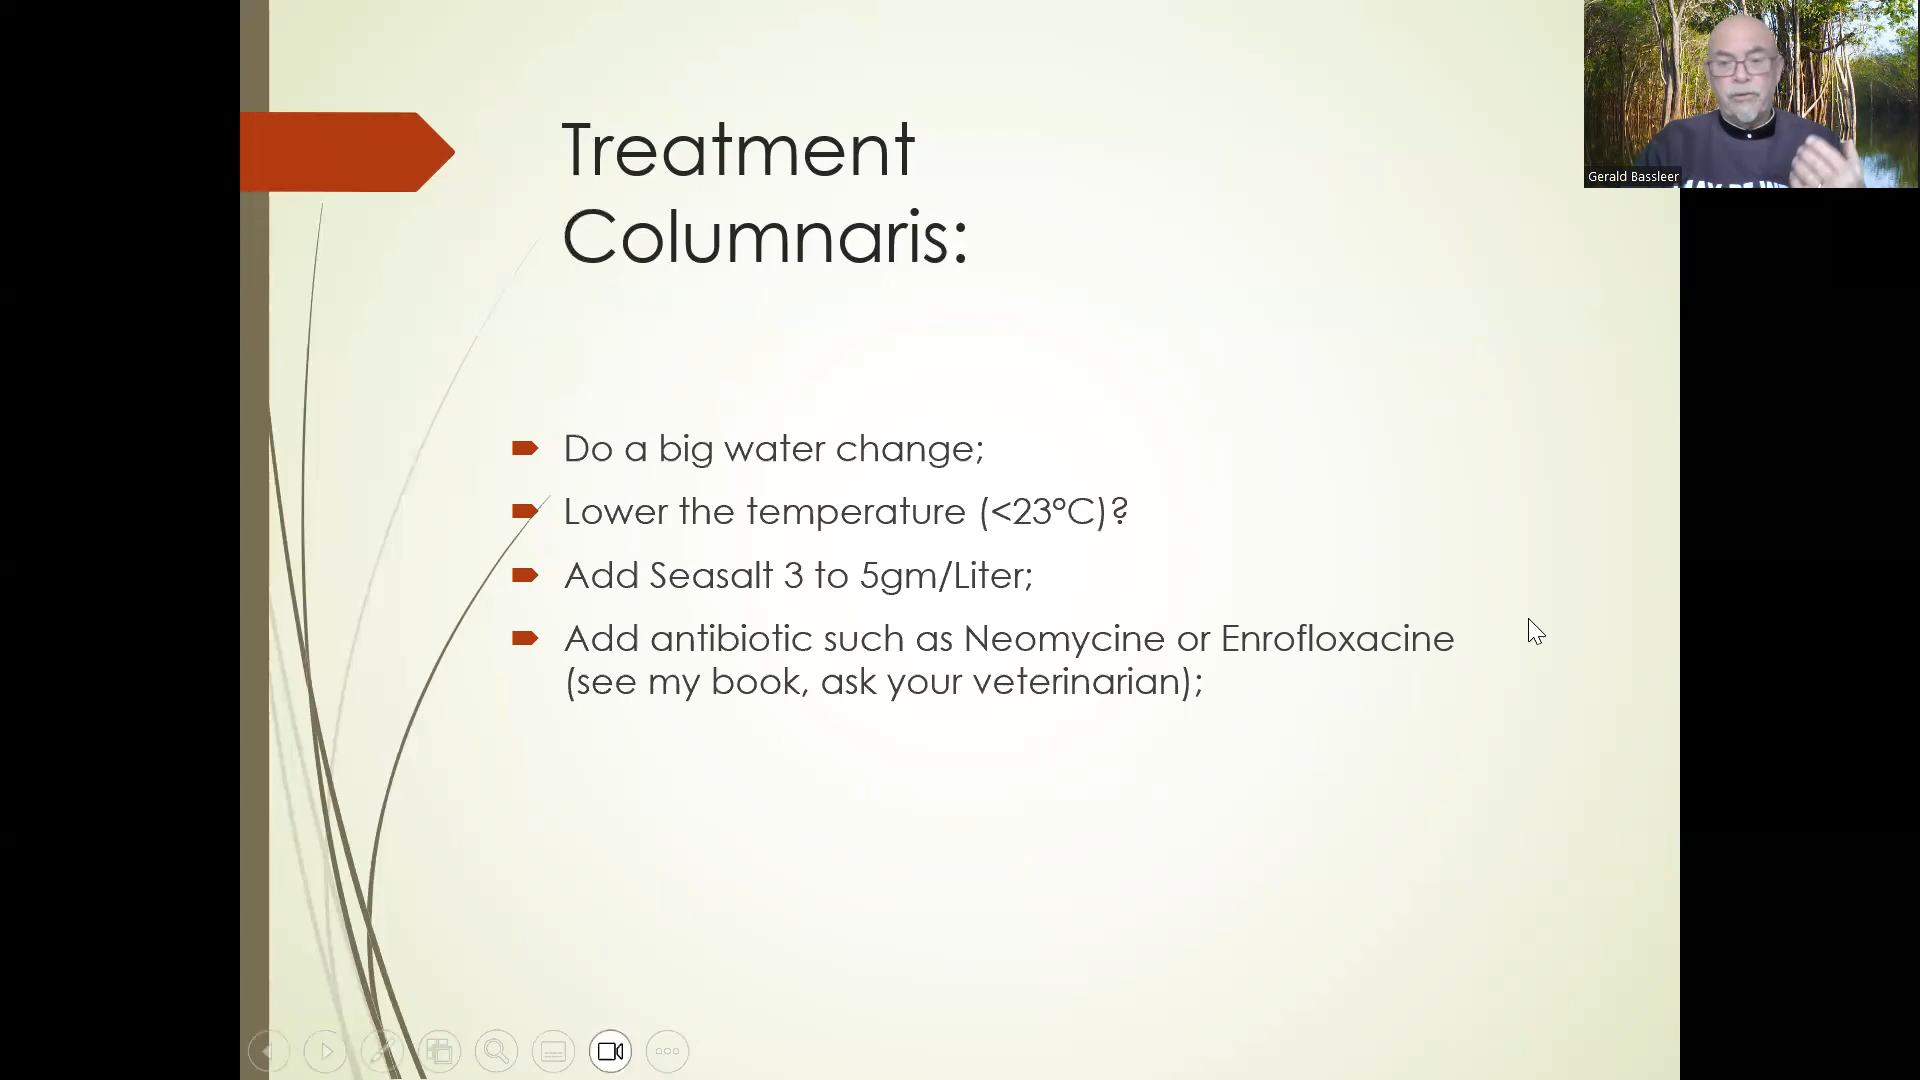 Treatment
Columnaris:
Do a big water change;
Lower the temperature (<23°C)?
Add Seasalt 3 to 5gm/Liter;
Add antibiotic such as Neomycine or Enrofloxacine
(see my book, ask your veterinarian);
Gerald Bassleer